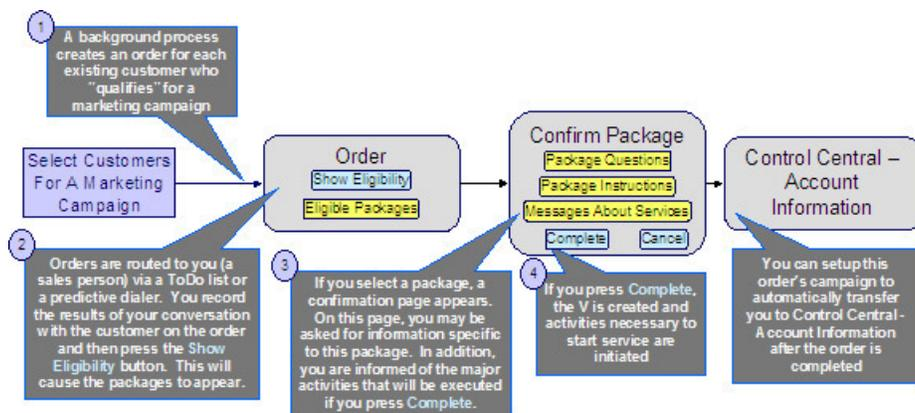 1
A background process
creates an order for each
existing customer who
"qualifies" for a
marketing campaign
Select Customers
For A Marketing
Campaign
Order
Show Eligibility
Eligible Packages
Confirm Package
Package Questions
Package Instructions
Messages About Services
Complete
Cancel
Control Central –
Account
Information
2
Orders are routed to you (a
sales person) via a ToDo list or
a predictive dialer. You record
the results of your conversation
with the customer on the order
and then press the Show
Eligibility button. This will
cause the packages to appear.
3
If you select a package, a
confirmation page appears.
On this page, you may be
asked for information specific
to this package. In addition,
you are informed of the major
activities that will be executed
if you press Complete.
4
If you press Complete,
the V is created and
activities necessary to
start service are
initiated
You can setup this
order's campaign to
automatically transfer
you to Control Central-
Account Information
after the order is
completed